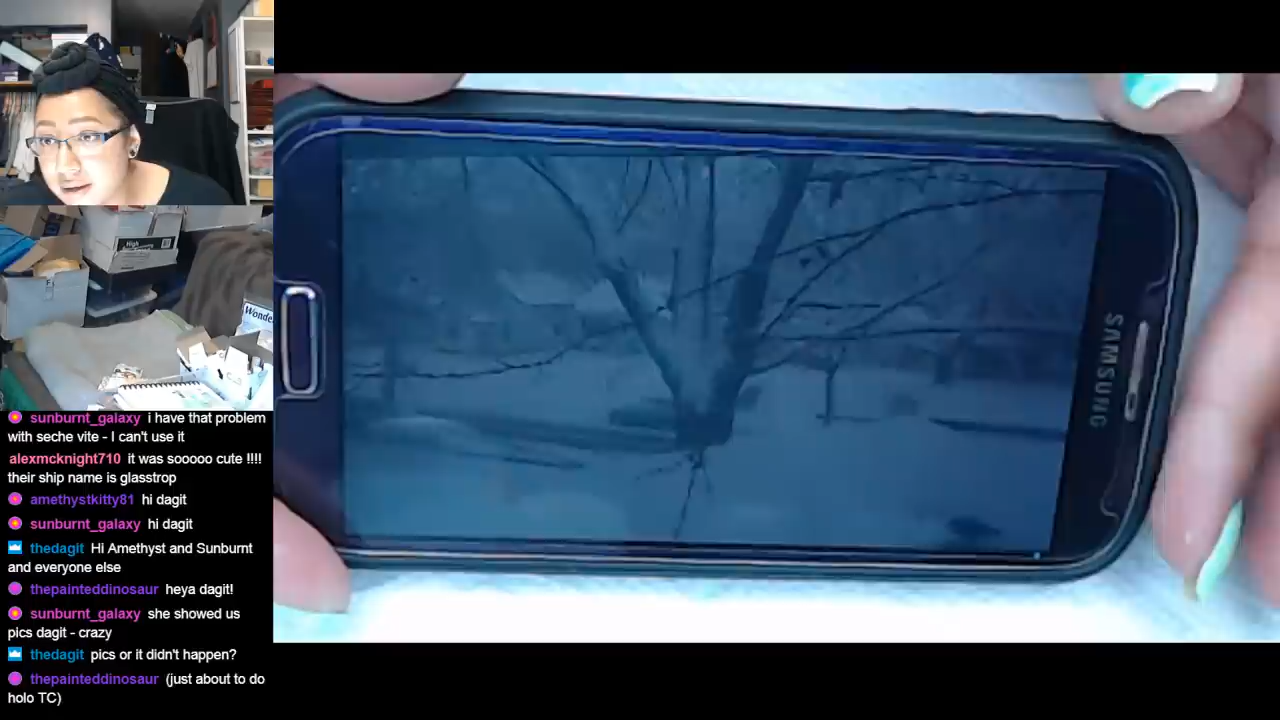 High
Wonde
SAMSUNG
sunburnt_galaxy i have that problem
with seche vite - I can't use it
alexmcknight710 it was sooooo cute !!!!
their ship name is glasstrop
amethystkitty81 hi dagit
sunburnt_galaxy hi dagit
thedagit Hi Amethyst and Sunburnt
and everyone else
thepainteddinosaur heya dagit!
sunburnt_galaxy she showed us
pics dagit - crazy
thedagit pics or it didn't happen?
thepainteddinosaur (just about to do
holo TC)